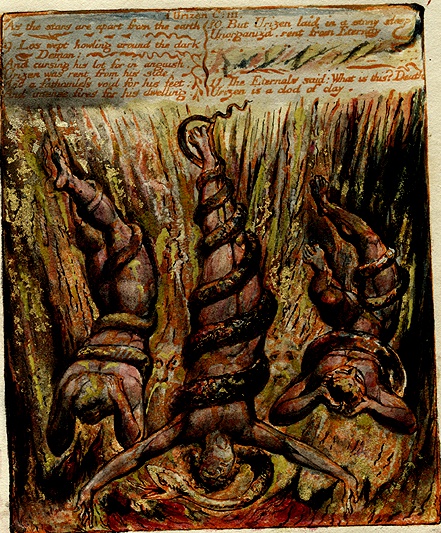 Urizen C: III
As the stars are apart from the earth
9) Los wept howling around the dark
Demon:
And cursing his lot; for in anguish
Urizen was rent from his side;
And a fathomless void for his feet;
And intense fires for his dwelling
10 But Urizen laid in a stony sleep
Unorganiz'd, rent from Eternity
11 The Eternals said: What is this? Death
Urizen is a clod of clay